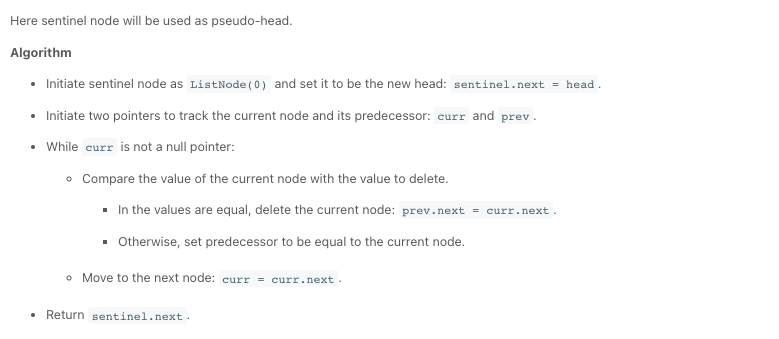 Here sentinel node will be used as pseudo-head.
Algorithm
• Initiate sentinel node as ListNode(0) and set it to be the new head: sentinel.next = head.
• Initiate two pointers to track the current node and its predecessor: curr and prev.
• While curr is not a null pointer:
◦ Compare the value of the current node with the value to delete.
▪ In the values are equal, delete the current node: prev.next = curr.next.
▪ Otherwise, set predecessor to be equal to the current node.
◦ Move to the next node: curr = curr.next.
• Return sentinel.next.